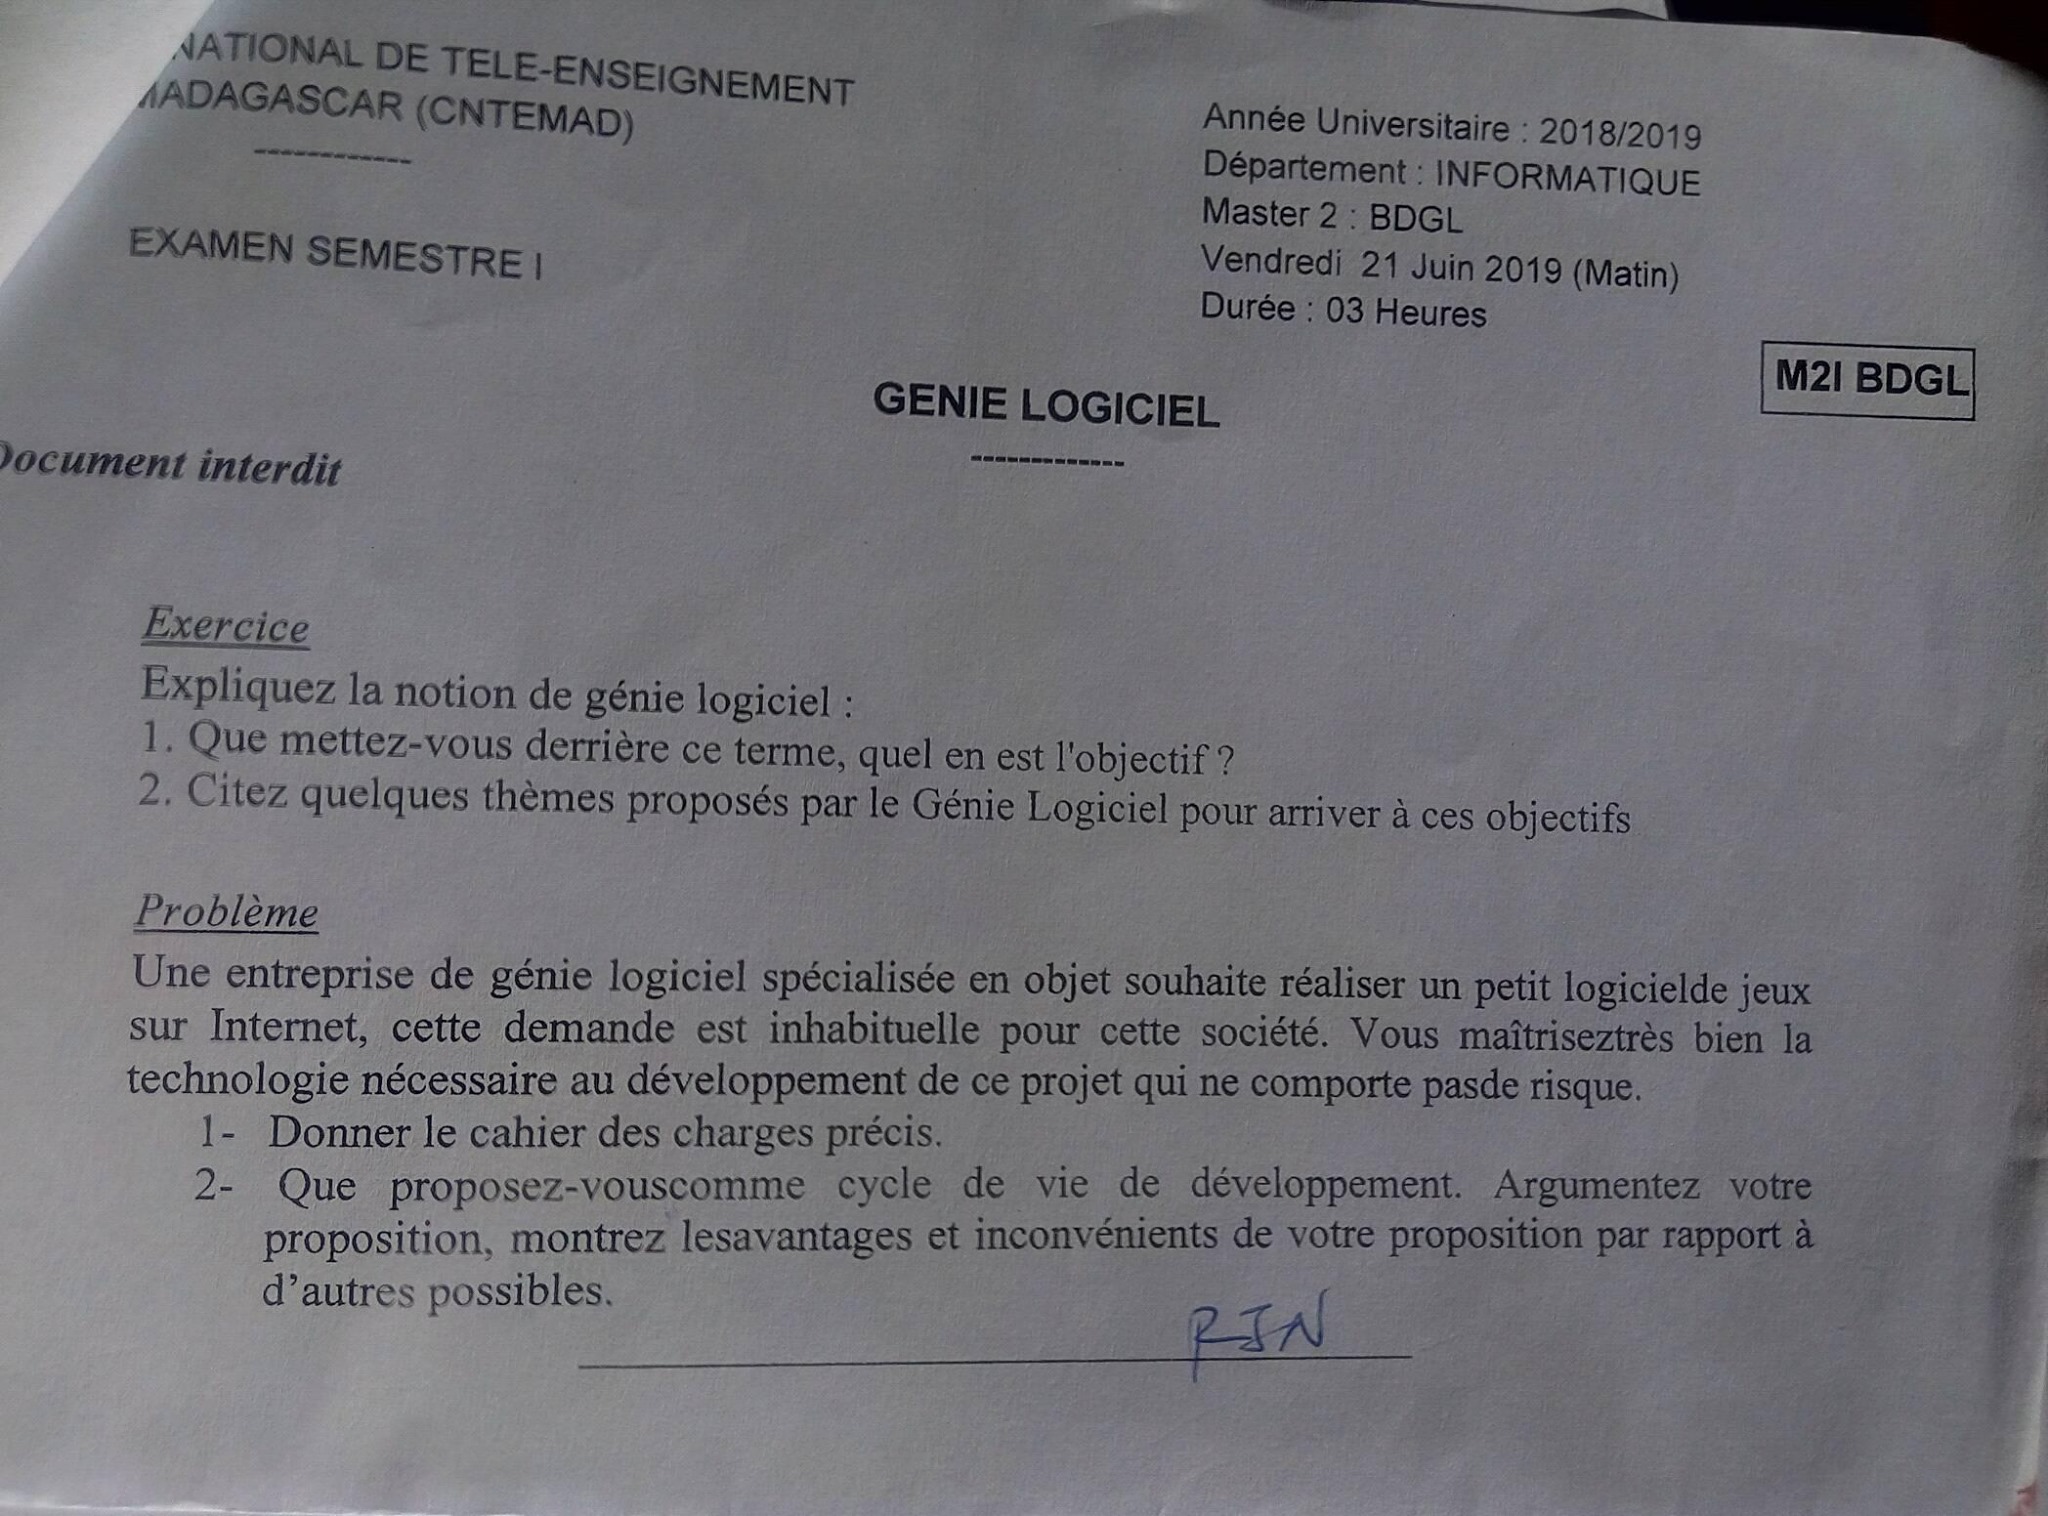 NATIONAL DE TELE-ENSEIGNEMENT
MADAGASCAR (CNTEMAD)
------------
Année Universitaire : 2018/2019
Département : INFORMATIQUE
Master 2 : BDGL
Vendredi 21 Juin 2019 (Matin)
Durée : 03 Heures
EXAMEN SEMESTRE I
M2I BDGL
GENIE LOGICIEL
-------------
Document interdit
Exercice
Expliquez la notion de génie logiciel :
1. Que mettez-vous derrière ce terme, quel en est l'objectif ?
2. Citez quelques thèmes proposés par le Génie Logiciel pour arriver à ces objectifs
Problème
Une entreprise de génie logiciel spécialisée en objet souhaite réaliser un petit logicielde jeux
sur Internet, cette demande est inhabituelle pour cette société. Vous maîtriseztrès bien la
technologie nécessaire au développement de ce projet qui ne comporte pasde risque.
1- Donner le cahier des charges précis.
2- Que proposez-vouscomme cycle de vie de développement. Argumentez votre
proposition, montrez lesavantages et inconvénients de votre proposition par rapport à
d'autres possibles.
RJN